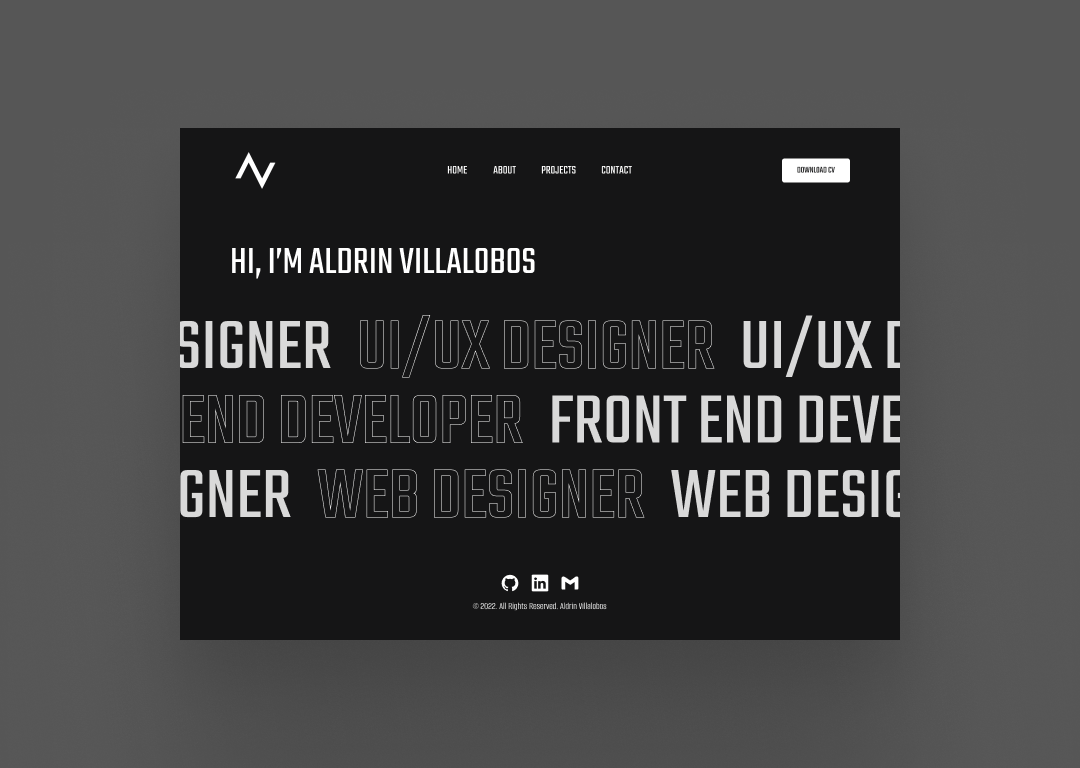 HOME ABOUT PROJECTS CONTACT DOWNLOAD CV
HI, I'M ALDRIN VILLALOBOS
SIGNER UI/UX DESIGNER UI/UX D
END DEVELOPER FRONT END DEVE
GNER WEB DESIGNER WEB DESIG
in
© 2022. All Rights Reserved. Aldrin Villalobos